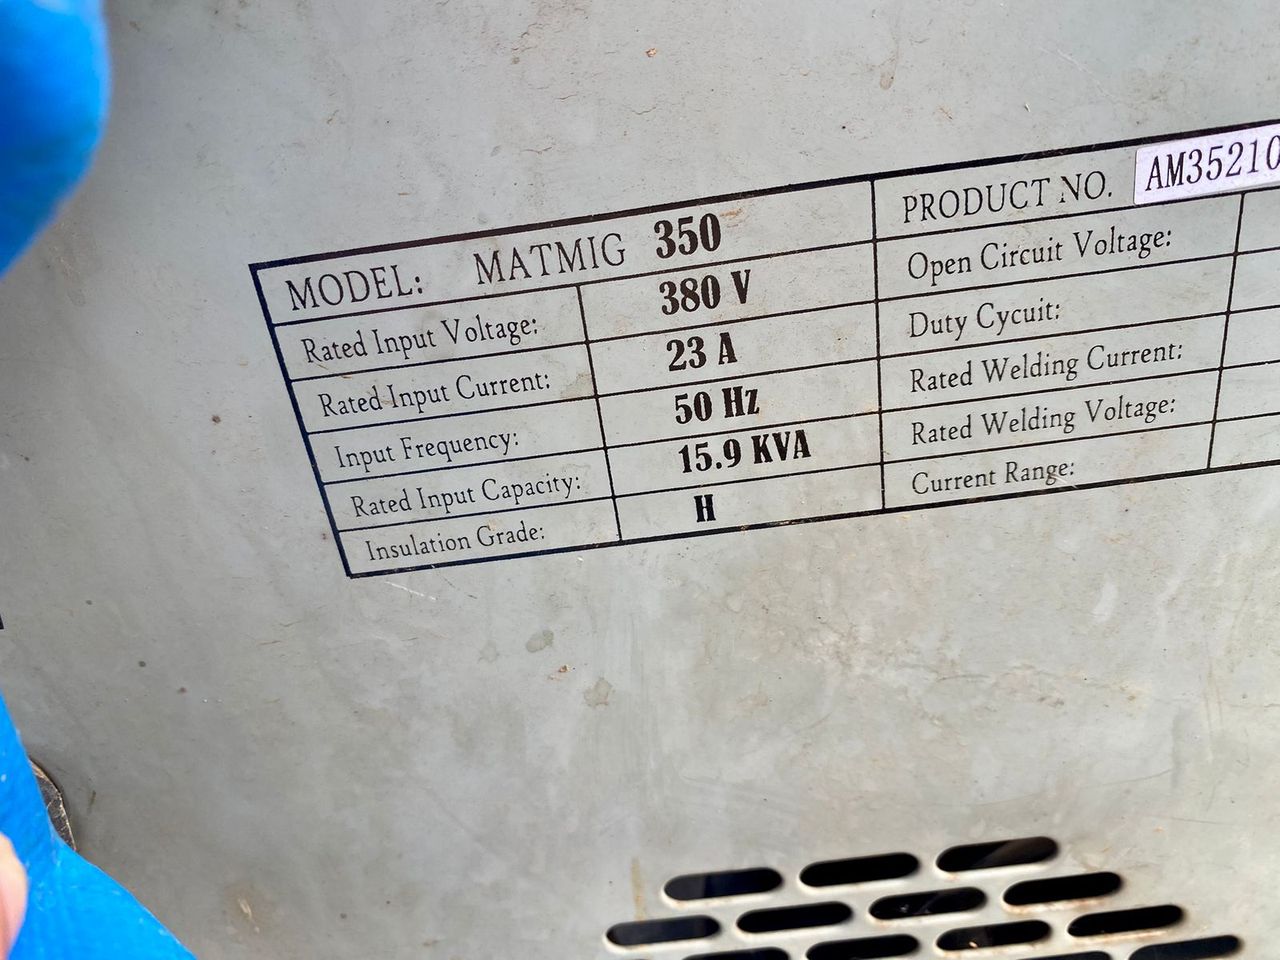 MODEL: MATMIG 350
Rated Input Voltage: 380 V
Rated Input Current: 23 A
Input Frequency: 50 Hz
Rated Input Capacity: 15.9 KVA
Insulation Grade: H
PRODUCT NO. AM35210
Open Circuit Voltage:
Duty Cycuit:
Rated Welding Current:
Rated Welding Voltage:
Current Range: